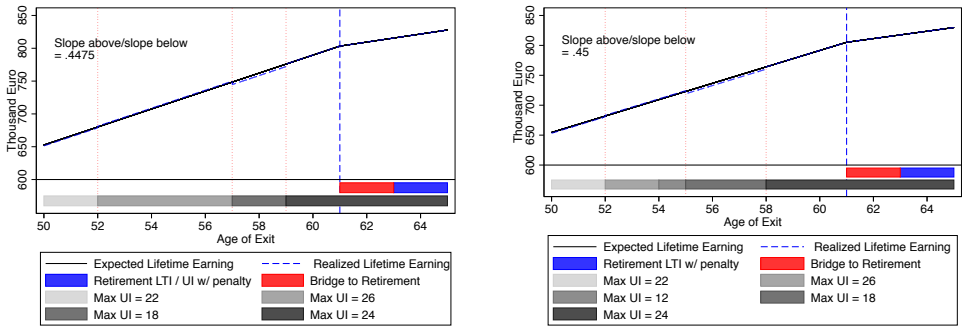 Slope above/slope below
= .4475
Thousand Euro
850
800
750
700
650
600
50 52 54 56 58 60 62 64
Age of Exit
Expected Lifetime Earning
Realized Lifetime Earning
Retirement LTI / UI w/ penalty
Bridge to Retirement
Max UI = 22
Max UI = 26
Max UI = 18
Max UI = 24
Slope above/slope below
= .45
Thousand Euro
850
800
750
700
650
600
50 52 54 56 58 60 62 64
Age of Exit
Expected Lifetime Earning
Realized Lifetime Earning
Retirement w/ penalty
Bridge to Retirement
Max UI = 22
Max UI = 26
Max UI = 12
Max UI = 18
Max UI = 24